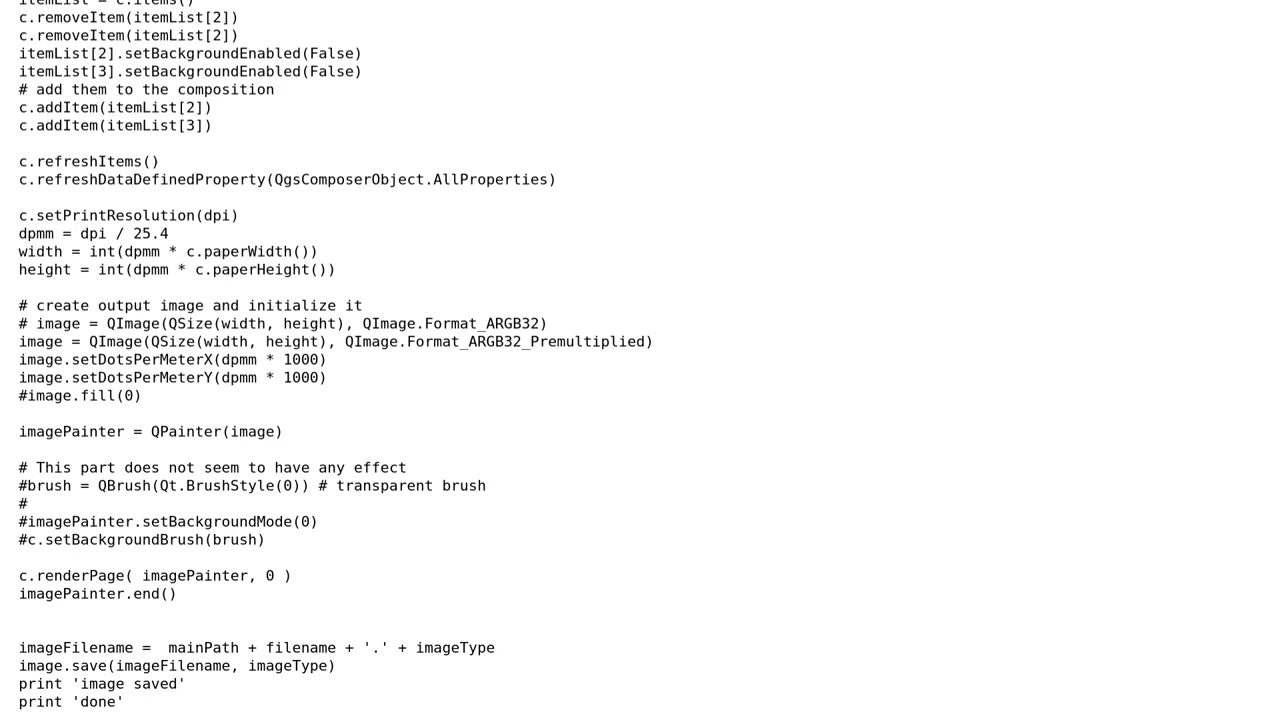 itemList = c.items()
c.removeItem(itemList[2])
c.removeItem(itemList[2])
itemList[2].setBackgroundEnabled(False)
itemList[3].setBackgroundEnabled(False)
# add them to the composition
c.addItem(itemList[2])
c.addItem(itemList[3])
c.refreshItems()
c.refreshDataDefinedProperty(QgsComposerObject.AllProperties)
c.setPrintResolution(dpi)
dpmm = dpi / 25.4
width = int(dpmm * c.paperWidth())
height = int(dpmm * c.paperHeight())
# create output image and initialize it
# image = QImage(QSize(width, height), QImage.Format_ARGB32)
image = QImage(QSize(width, height), QImage.Format_ARGB32_Premultiplied)
image.setDotsPerMeterX(dpmm * 1000)
image.setDotsPerMeterY(dpmm * 1000)
#image.fill(0)
imagePainter = QPainter(image)
# This part does not seem to have any effect
#brush = QBrush(Qt.BrushStyle(0)) # transparent brush
#
#imagePainter.setBackgroundMode(0)
#c.setBackgroundBrush(brush)
c.renderPage( imagePainter, 0 )
imagePainter.end()
imageFilename =  mainPath + filename + '.' + imageType
image.save(imageFilename, imageType)
print 'image saved'
print 'done'